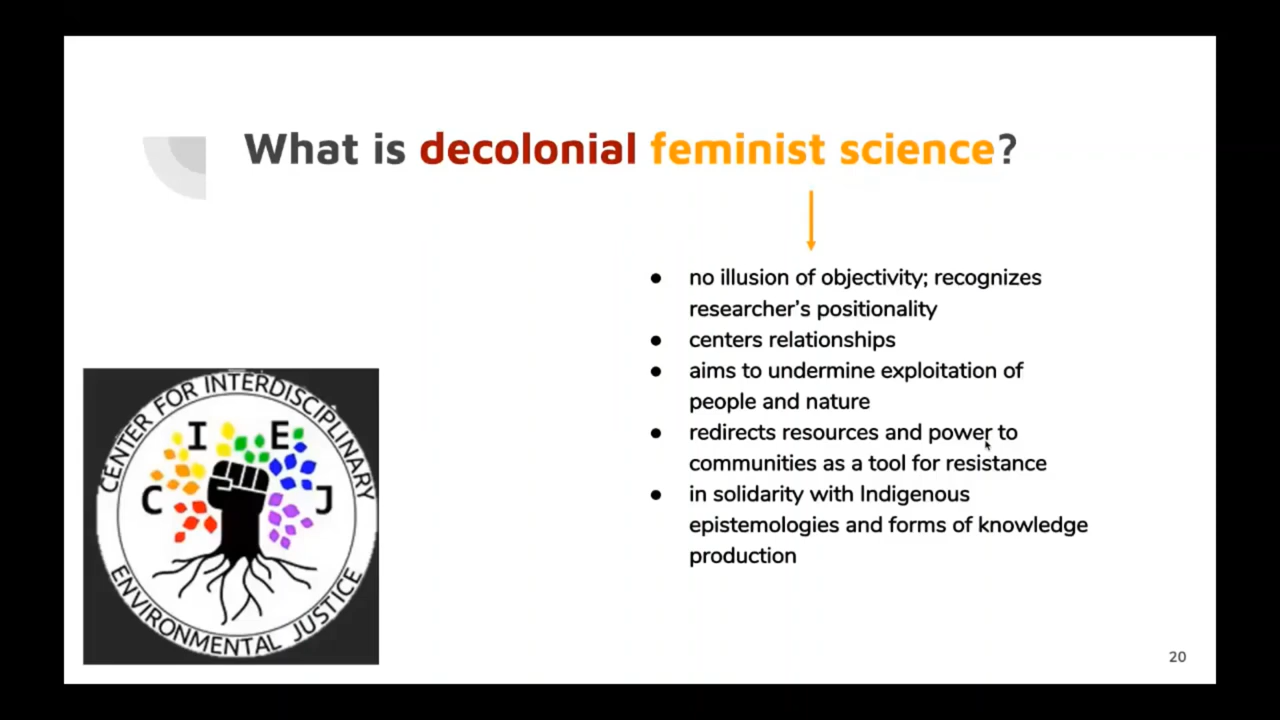 What is decolonial feminist science?
• no illusion of objectivity; recognizes
researcher's positionality
• centers relationships
• aims to undermine exploitation of
people and nature
• redirects resources and power to
communities as a tool for resistance
• in solidarity with Indigenous
epistemologies and forms of knowledge
production
CENTER FOR INTERDISCIPLINARY
C I E J
ENVIRONMENTAL JUSTICE
20